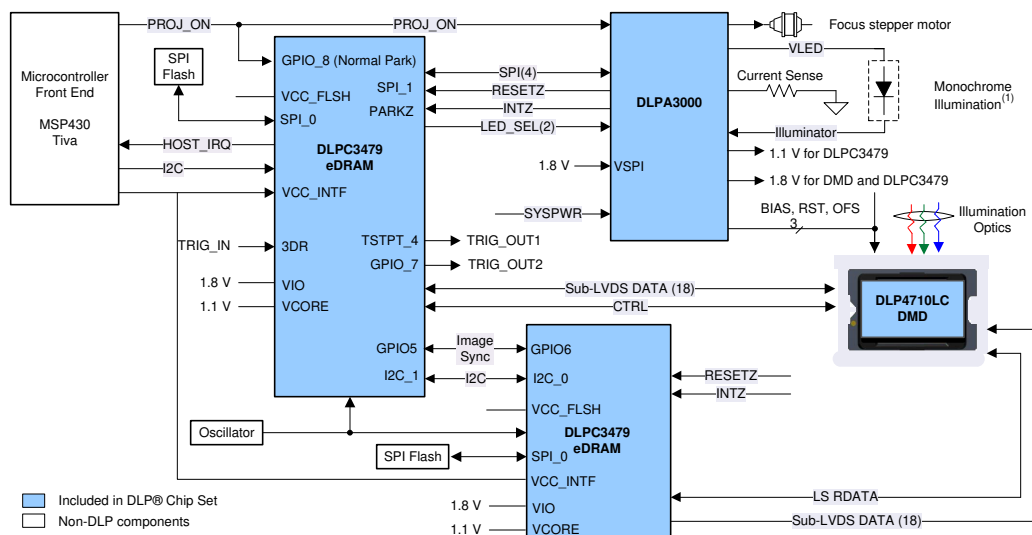 PROJ_ON
PROJ_ON
Microcontroller
Front End
MSP430
Tiva
SPI
Flash
HOST_IRQ
I2C
TRIG_IN
1.8 V
1.1 V
GPIO_8 (Normal Park)
VCC_FLSH
SPI_0
SPI_1
PARKZ
DLPC3479
eDRAM
VCC_INTF
3DR
TSTPT_4
GPIO_7
VIO
VCORE
GPIO5
I2C_1
SPI(4)
RESETZ
INTZ
LED_SEL(2)
1.8 V
VSPI
SYSPWR
DLPA3000
Focus stepper motor
VLED
Current Sense
Monochrome
Illumination(1)
Illuminator
1.1 V for DLPC3479
1.8 V for DMD and DLPC3479
BIAS, RST, OFS
3
Illumination
Optics
TRIG_OUT1
TRIG_OUT2
Sub-LVDS DATA (18)
CTRL
DLP4710LC
DMD
Image
Sync
I2C
GPIO6
I2C_0
VCC_FLSH
DLPC3479
eDRAM
SPI_0
VCC_INTF
VIO
VCORE
RESETZ
INTZ
Oscillator
SPI Flash
1.8 V
1.1 V
LS RDATA
Sub-LVDS DATA (18)
Included in DLP® Chip Set
Non-DLP components